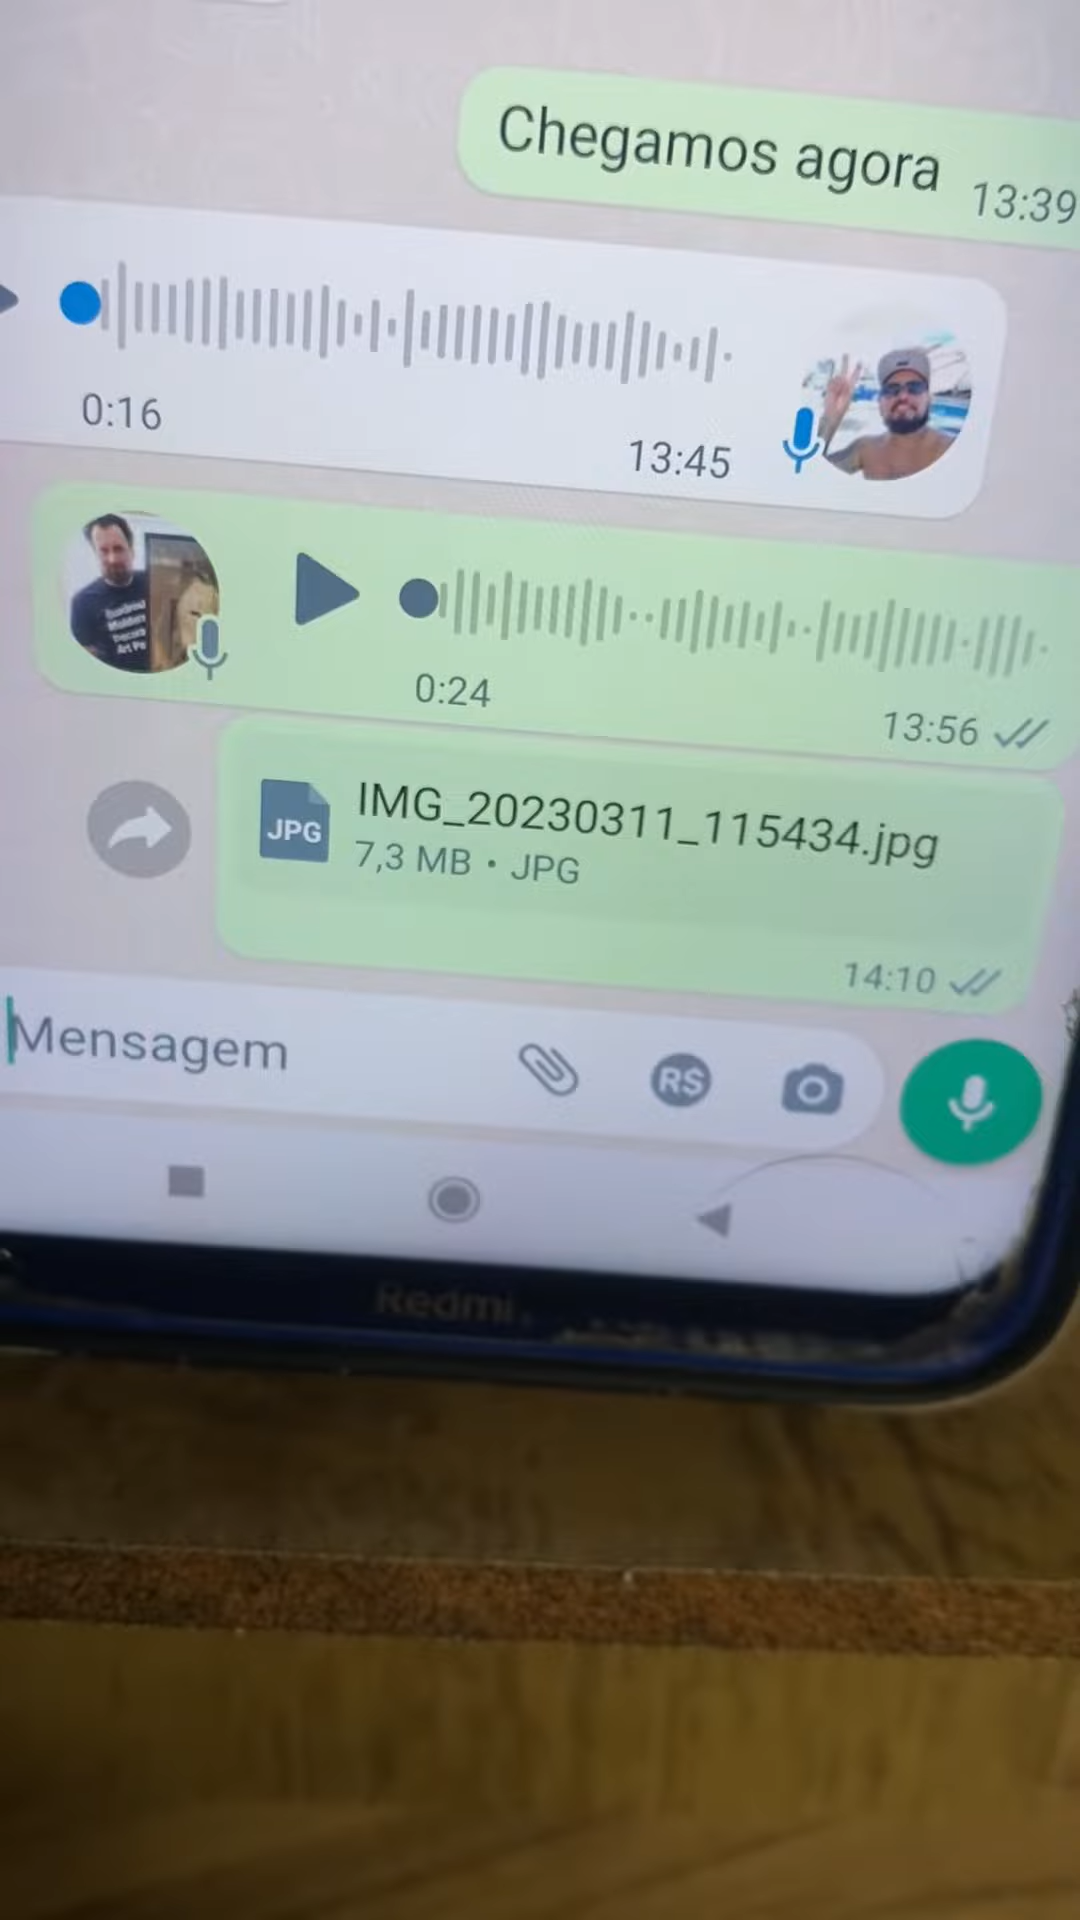 Chegamos agora
13:39
0:16
13:45
0:24
13:56
JPG
IMG_20230311_115434.jpg
7,3 MB • JPG
14:10
Mensagem
R$
Redmi